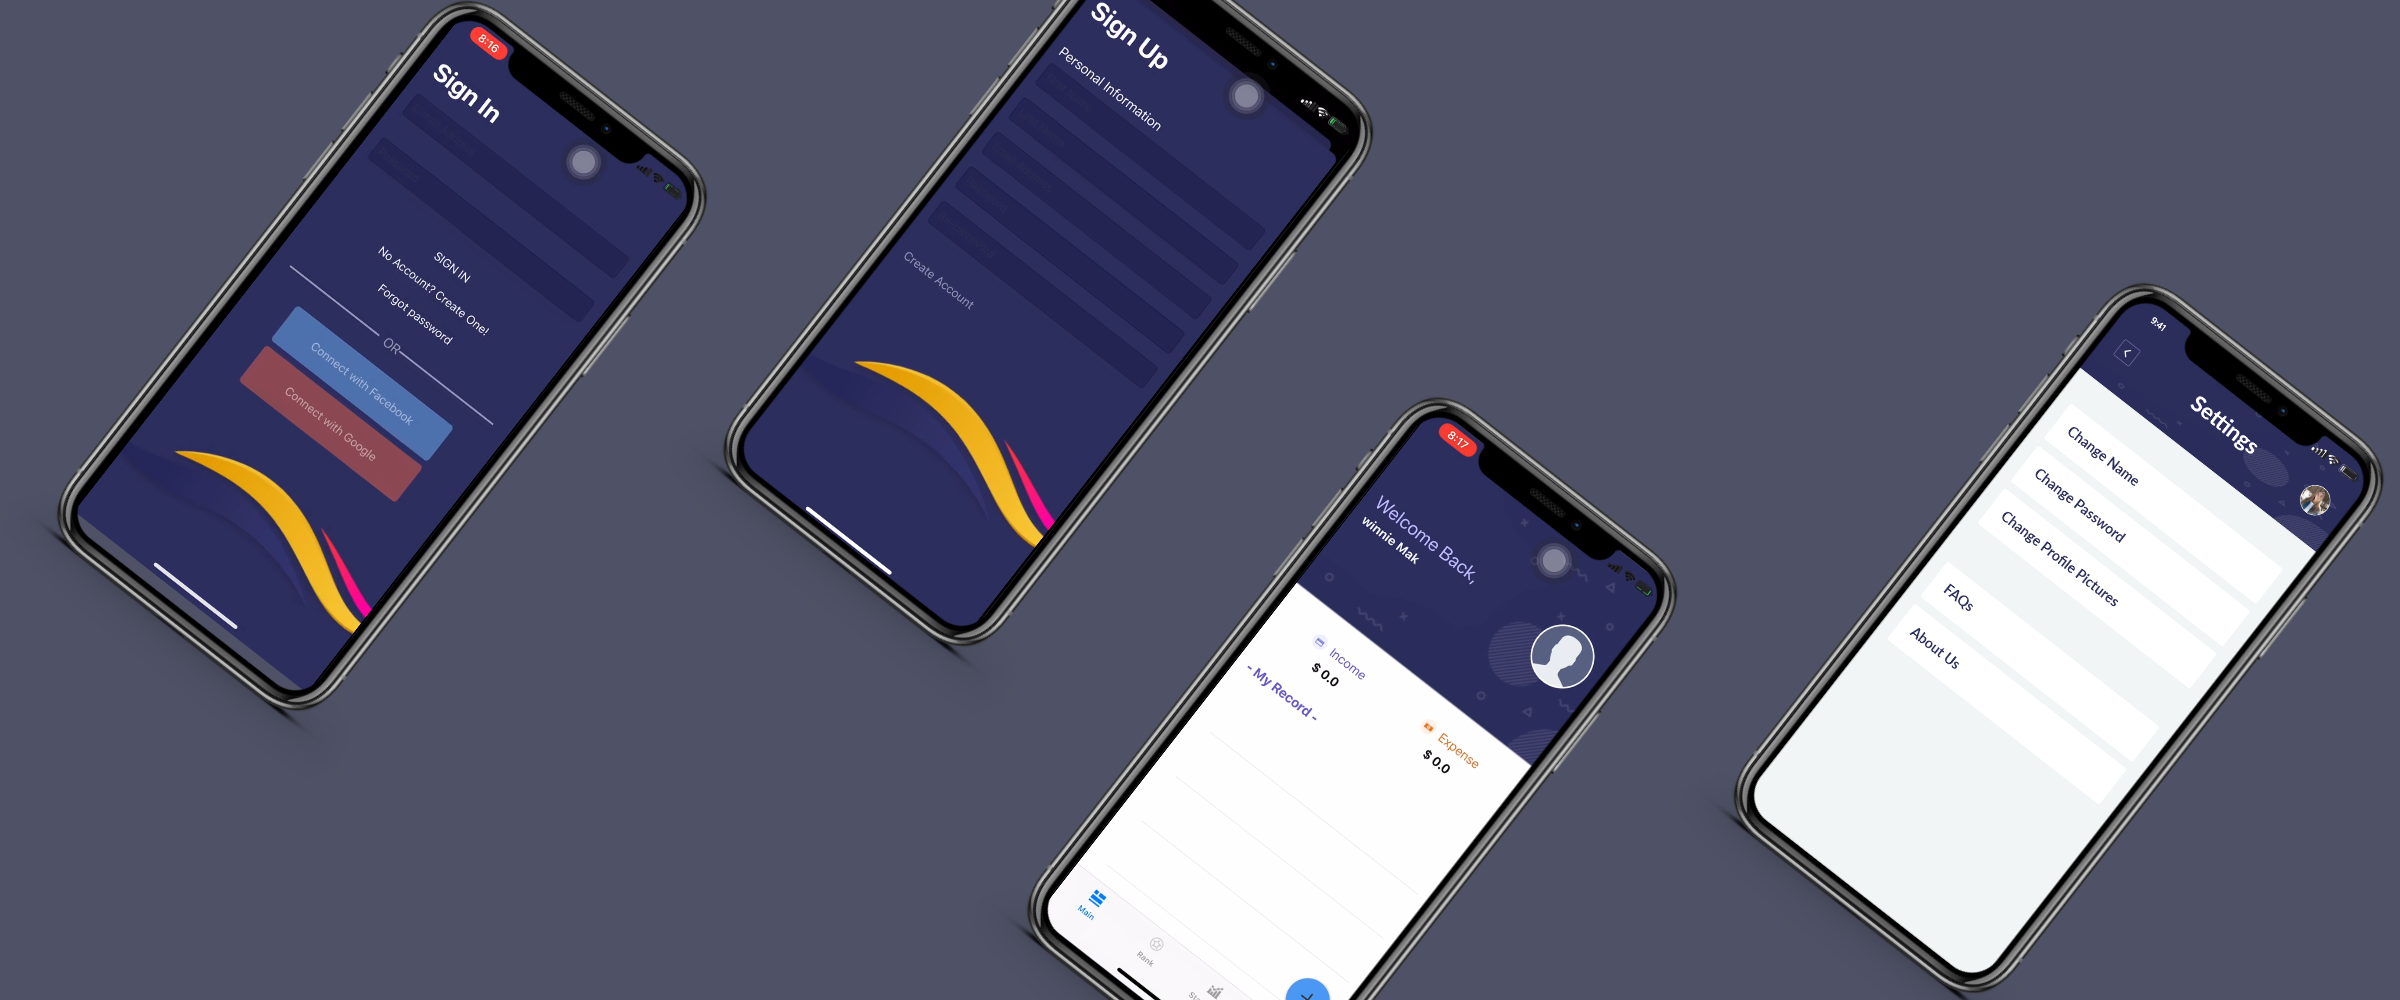 8:16
Sign In
SIGN IN
No Account? Create One!
Forgot password
OR
Connect with Facebook
Connect with Google
Sign Up
Personal Information
Create Account
8:17
Welcome Back,
winnie Mak
Income
$ 0.0
Expense
$ 0.0
- My Record -
Main
Rank
9:41
Settings
Change Name
Change Password
Change Profile Pictures
FAQs
About Us